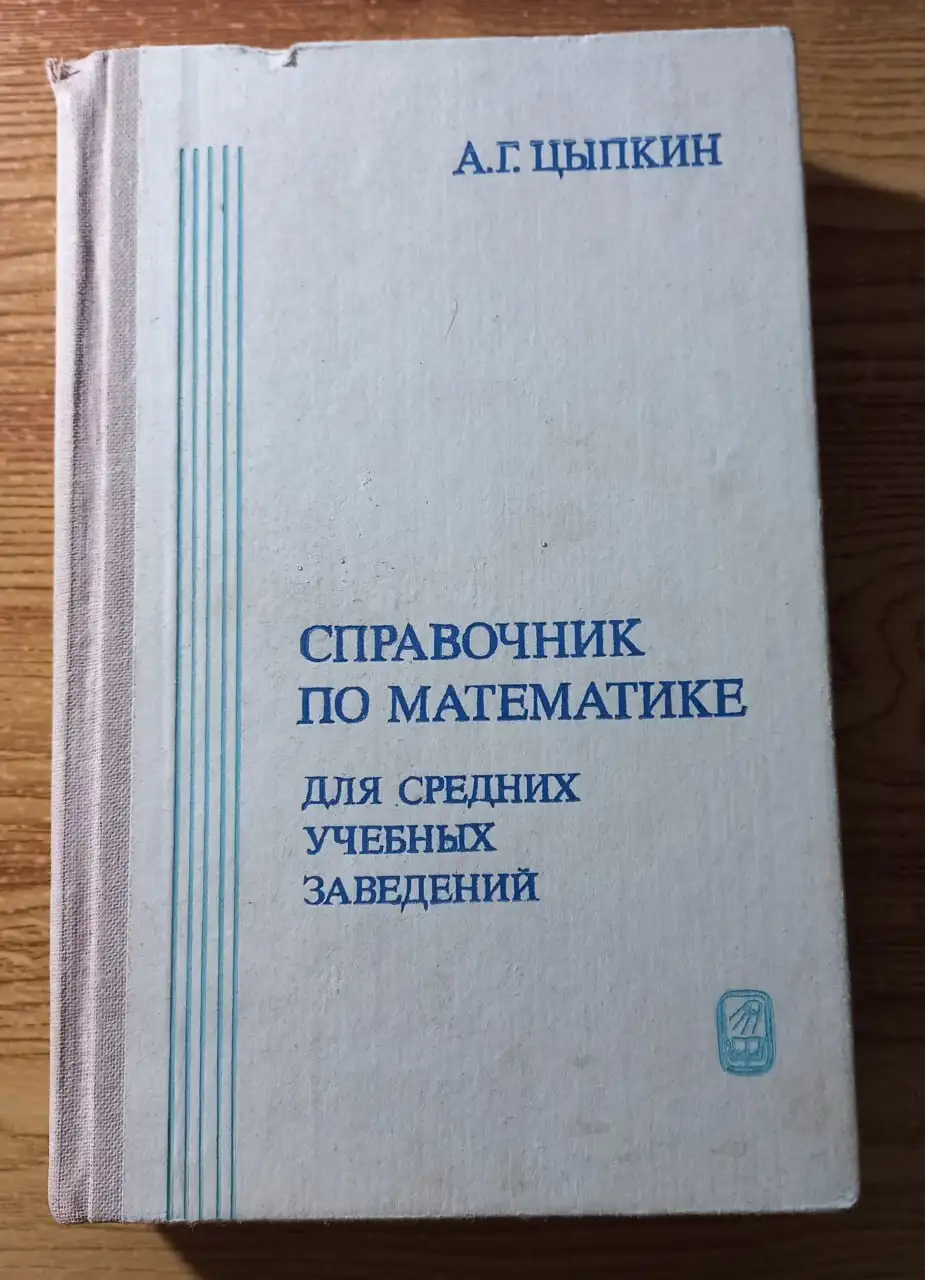 А.Г. ЦЫПКИН
СПРАВОЧНИК
ПО МАТЕМАТИКЕ
ДЛЯ СРЕДНИХ
УЧЕБНЫХ
ЗАВЕДЕНИЙ